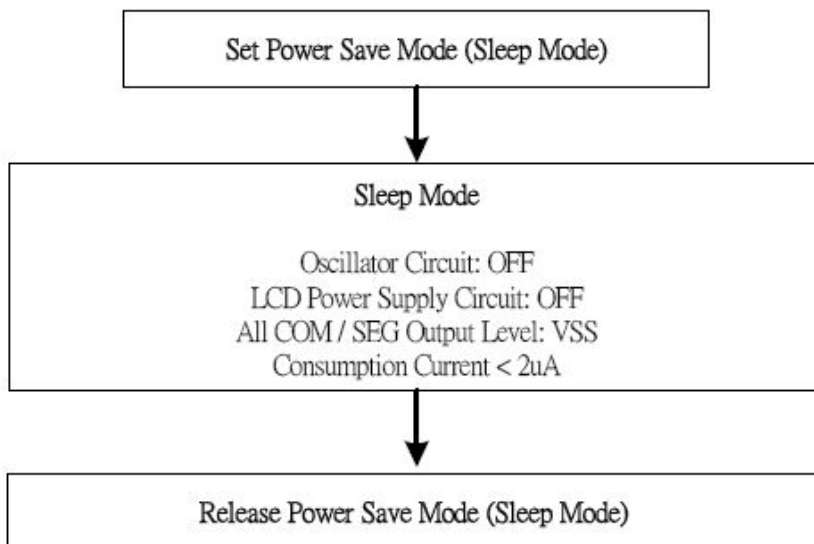 Set Power Save Mode (Sleep Mode)
Sleep Mode
Oscillator Circuit: OFF
LCD Power Supply Circuit: OFF
All COM / SEG Output Level: VSS
Consumption Current < 2uA
Release Power Save Mode (Sleep Mode)